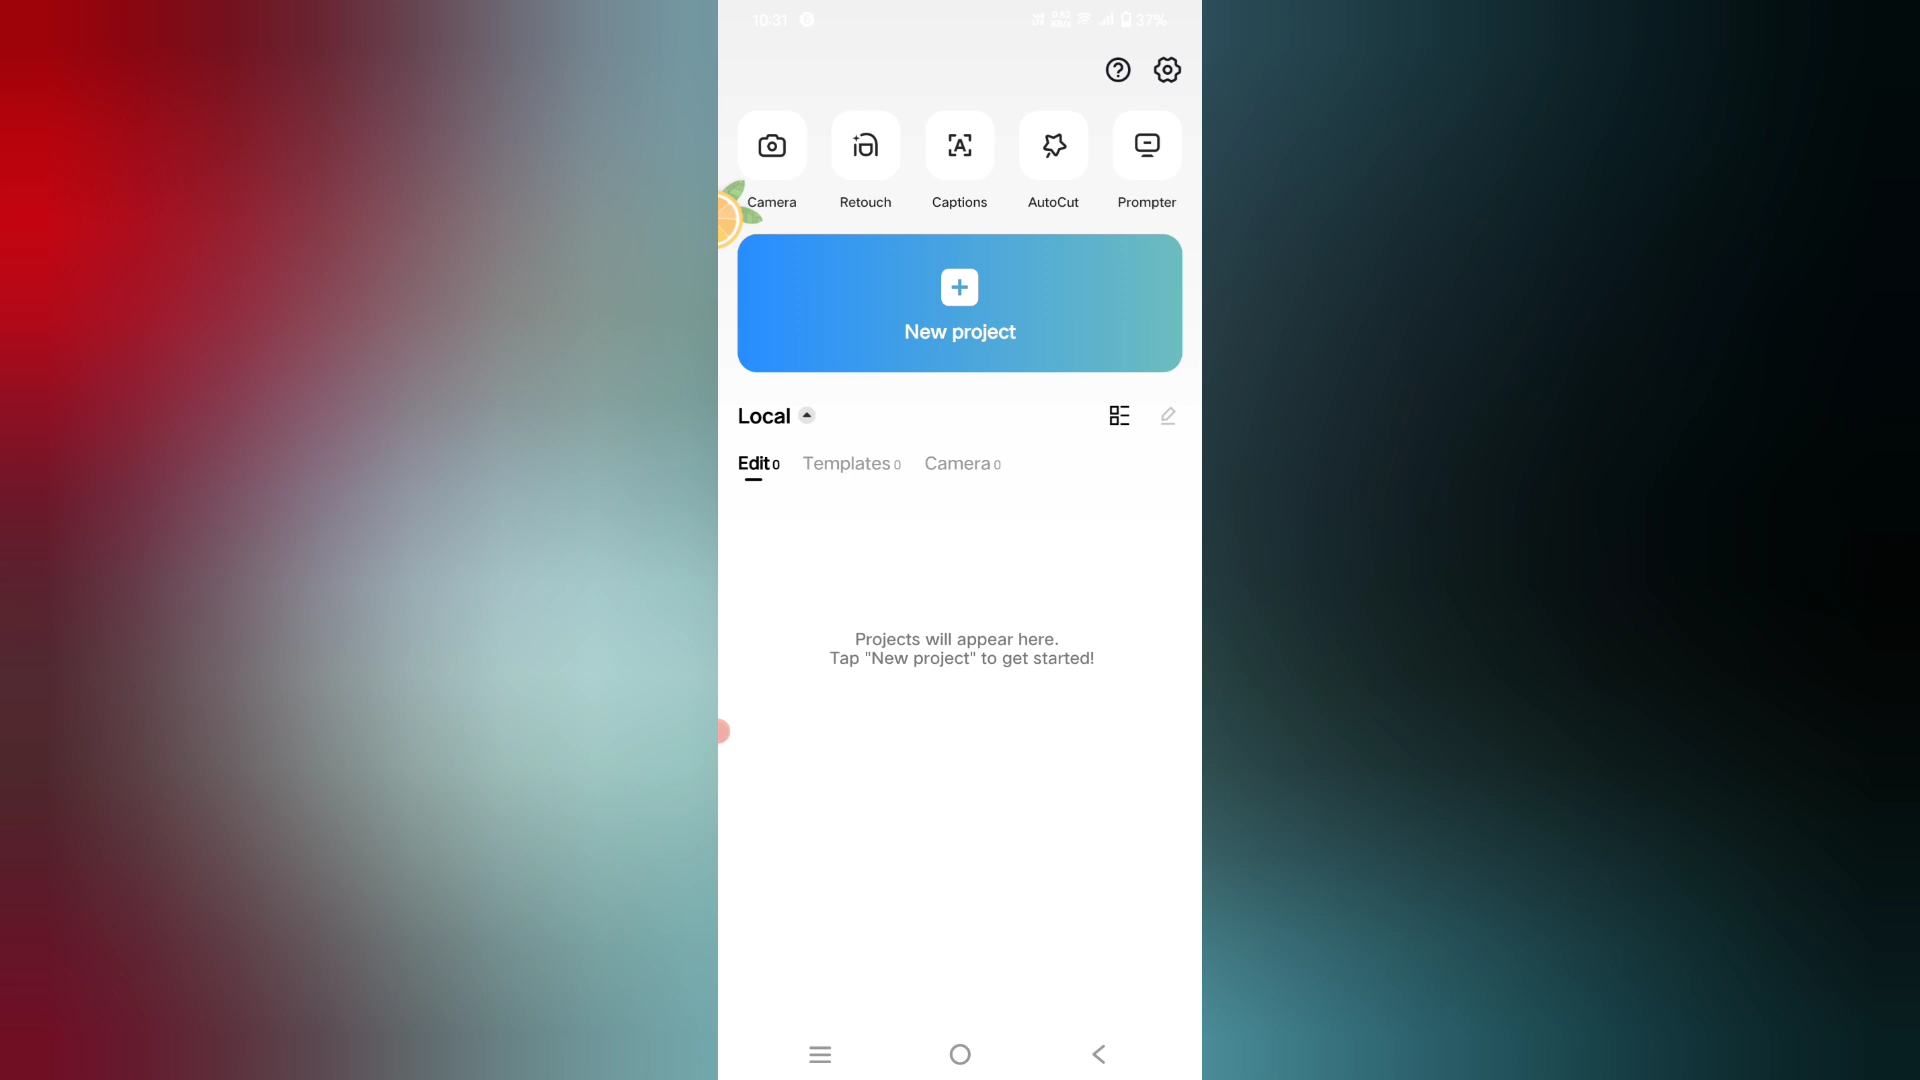 10:31
37%
Camera
Retouch
Captions
AutoCut
Prompter
New project
Local
Edit 0
Templates 0
Camera 0
Projects will appear here.
Tap "New project" to get started!